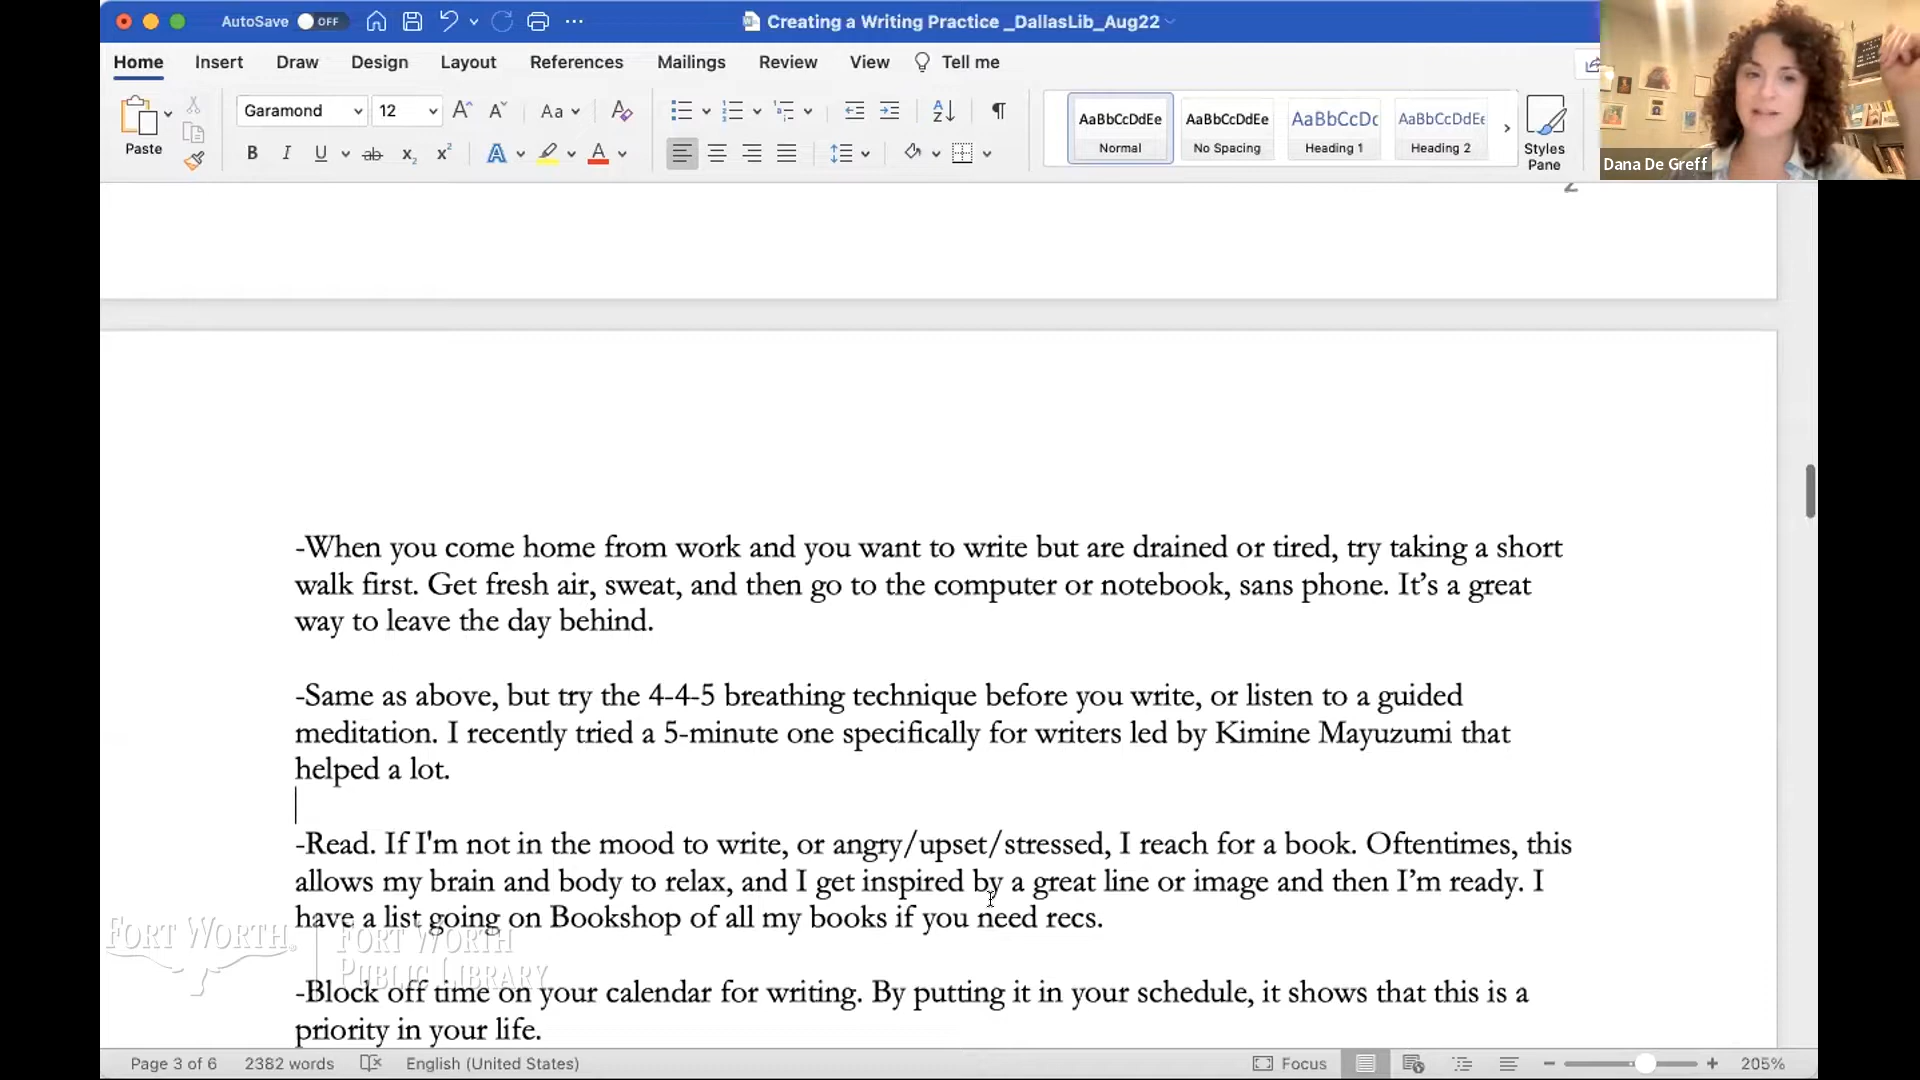 AutoSave OFF
Creating a Writing Practice _DallasLib_Aug22
Home Insert Draw Design Layout References Mailings Review View Tell me
Paste
Garamond 12
AaBbCcDdEe AaBbCcDdEe AaBbCcDc AaBbCcDdEe
Normal No Spacing Heading 1 Heading 2
Styles
Pane
Dana De Greff
2
-When you come home from work and you want to write but are drained or tired, try taking a short
walk first. Get fresh air, sweat, and then go to the computer or notebook, sans phone. It’s a great
way to leave the day behind.
-Same as above, but try the 4-4-5 breathing technique before you write, or listen to a guided
meditation. I recently tried a 5-minute one specifically for writers led by Kimine Mayuzumi that
helped a lot.
-Read. If I'm not in the mood to write, or angry/upset/stressed, I reach for a book. Oftentimes, this
allows my brain and body to relax, and I get inspired by a great line or image and then I’m ready. I
have a list going on Bookshop of all my books if you need recs.
FORT WORTH®
FORT WORTH
PUBLIC LIBRARY
-Block off time on your calendar for writing. By putting it in your schedule, it shows that this is a
priority in your life.
Page 3 of 6 2382 words English (United States) Focus 205%